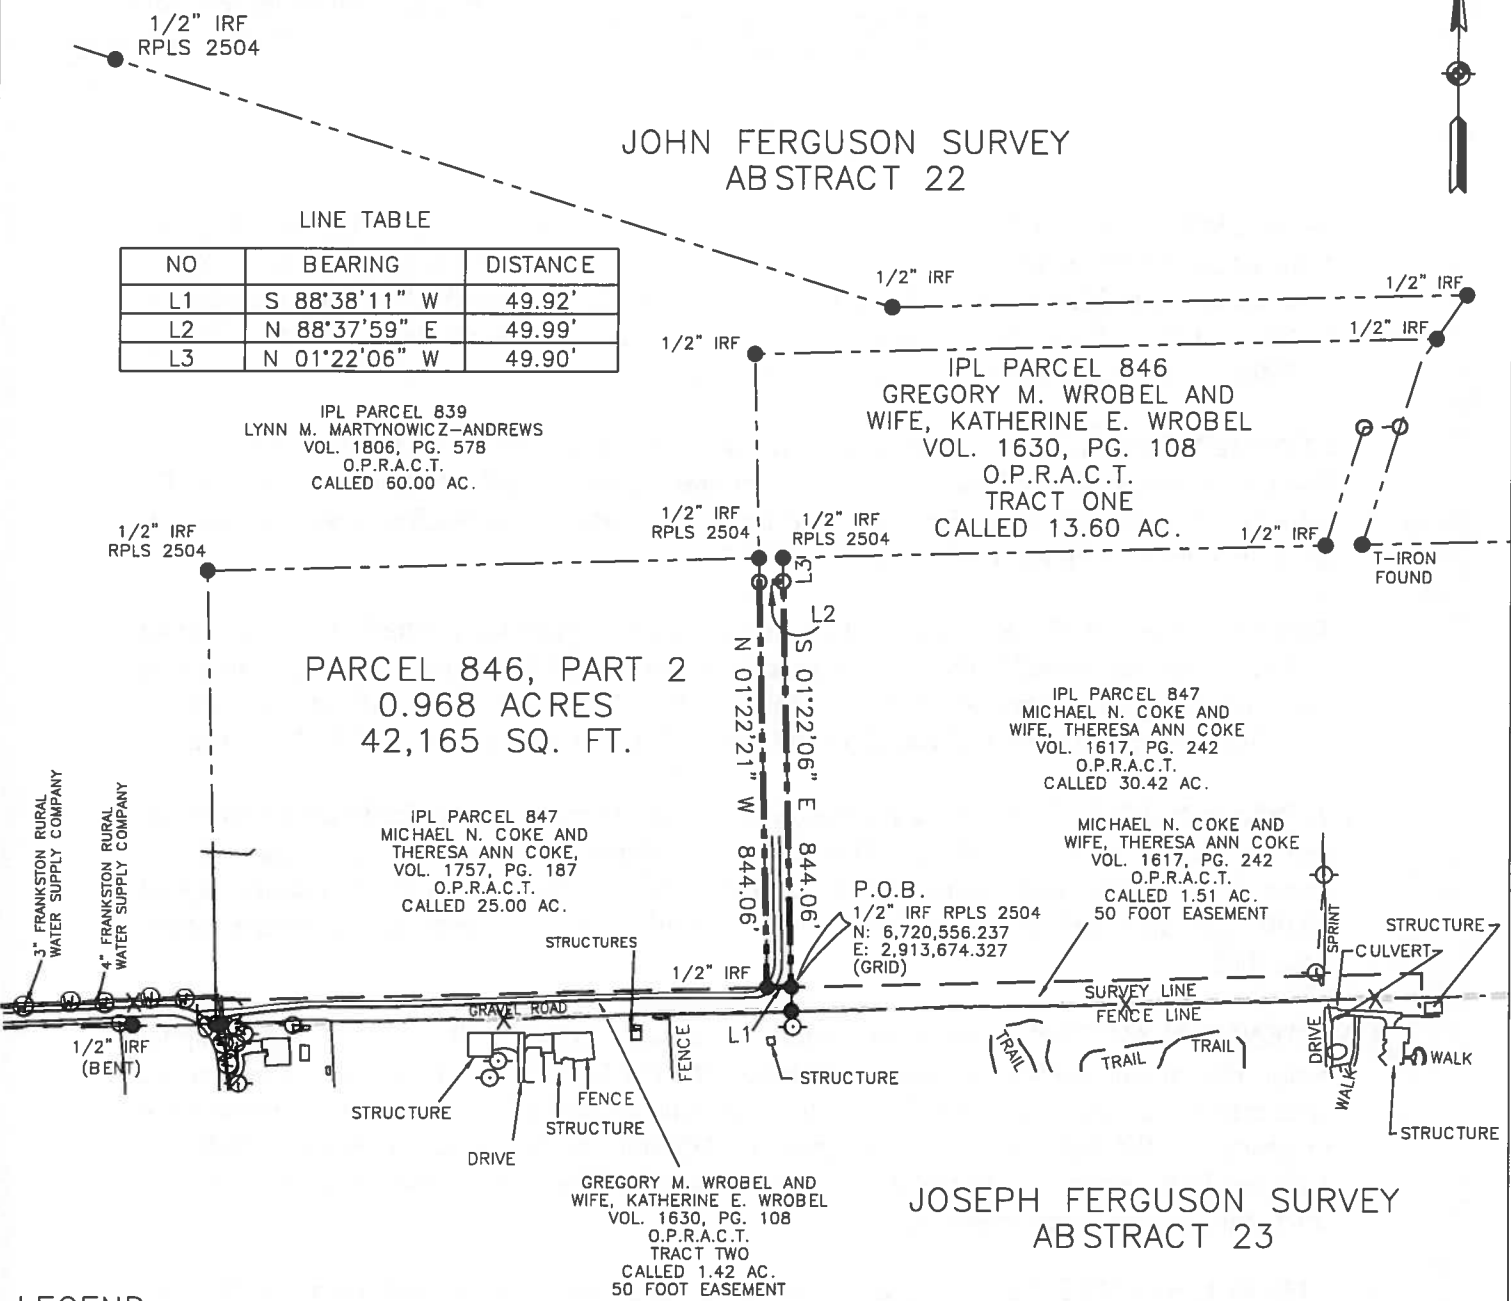 1/2" IRF
RPLS 2504
JOHN FERGUSON SURVEY
ABSTRACT 22
LINE TABLE
NO BEARING DISTANCE
L1 S 88°38'11" W 49.92'
L2 N 88°37'59" E 49.99'
L3 N 01°22'06" W 49.90'
1/2" IRF
1/2" IRF
1/2" IRF
1/2" IRF
IPL PARCEL 846
GREGORY M. WROBEL AND
WIFE, KATHERINE E. WROBEL
VOL. 1630, PG. 108
O.P.R.A.C.T.
TRACT ONE
CALLED 13.60 AC.
IPL PARCEL 839
LYNN M. MARTYNOWICZ-ANDREWS
VOL. 1806, PG. 578
O.P.R.A.C.T.
CALLED 60.00 AC.
1/2" IRF
RPLS 2504
1/2" IRF
RPLS 2504
1/2" IRF
RPLS 2504
1/2" IRF
T-IRON
FOUND
L3
L2
N 01°22'21" W 844.06'
S 01°22'06" E 844.06'
PARCEL 846, PART 2
0.968 ACRES
42,165 SQ. FT.
IPL PARCEL 847
MICHAEL N. COKE AND
WIFE, THERESA ANN COKE
VOL. 1617, PG. 242
O.P.R.A.C.T.
CALLED 30.42 AC.
3" FRANKSTON RURAL
WATER SUPPLY COMPANY
4" FRANKSTON RURAL
WATER SUPPLY COMPANY
IPL PARCEL 847
MICHAEL N. COKE AND
THERESA ANN COKE,
VOL. 1757, PG. 187
O.P.R.A.C.T.
CALLED 25.00 AC.
MICHAEL N. COKE AND
WIFE, THERESA ANN COKE
VOL. 1617, PG. 242
O.P.R.A.C.T.
CALLED 1.51 AC.
50 FOOT EASEMENT
P.O.B.
1/2" IRF RPLS 2504
N: 6,720,556.237
E: 2,913,674.327
(GRID)
STRUCTURES
1/2" IRF
SPRINT
STRUCTURE
CULVERT
SURVEY LINE
FENCE LINE
GRAVEL ROAD
W W W W W
1/2" IRF
(BENT)
L1
FENCE
TRAIL
TRAIL
TRAIL
DRIVE
WALK
WALK
STRUCTURE
STRUCTURE
FENCE
STRUCTURE
DRIVE
STRUCTURE
GREGORY M. WROBEL AND
WIFE, KATHERINE E. WROBEL
VOL. 1630, PG. 108
O.P.R.A.C.T.
TRACT TWO
CALLED 1.42 AC.
50 FOOT EASEMENT
JOSEPH FERGUSON SURVEY
ABSTRACT 23
LEGEND